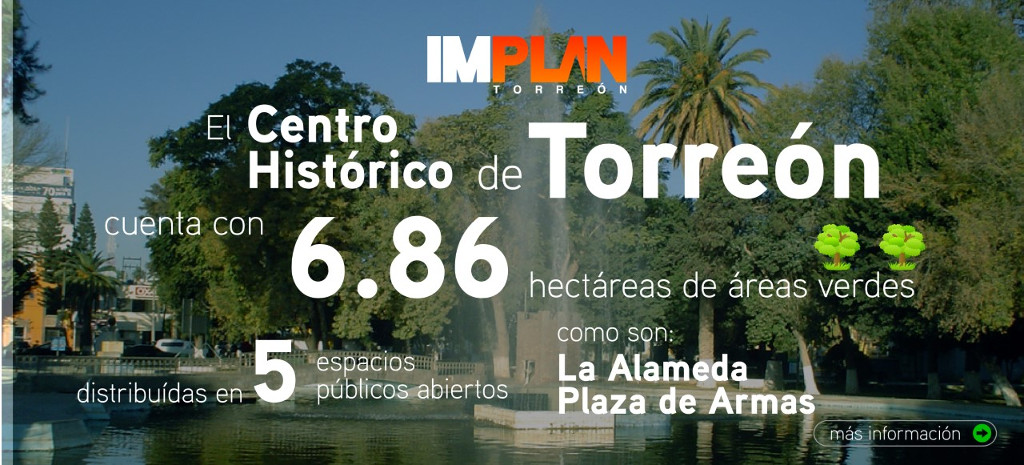 IMPLAN
TORREÓN
El Centro
Histórico de Torreón
cuenta con 6.86
hectáreas de áreas verdes
distribuídas en 5 espacios
públicos abiertos
como son:
La Alameda
Plaza de Armas
más información
70